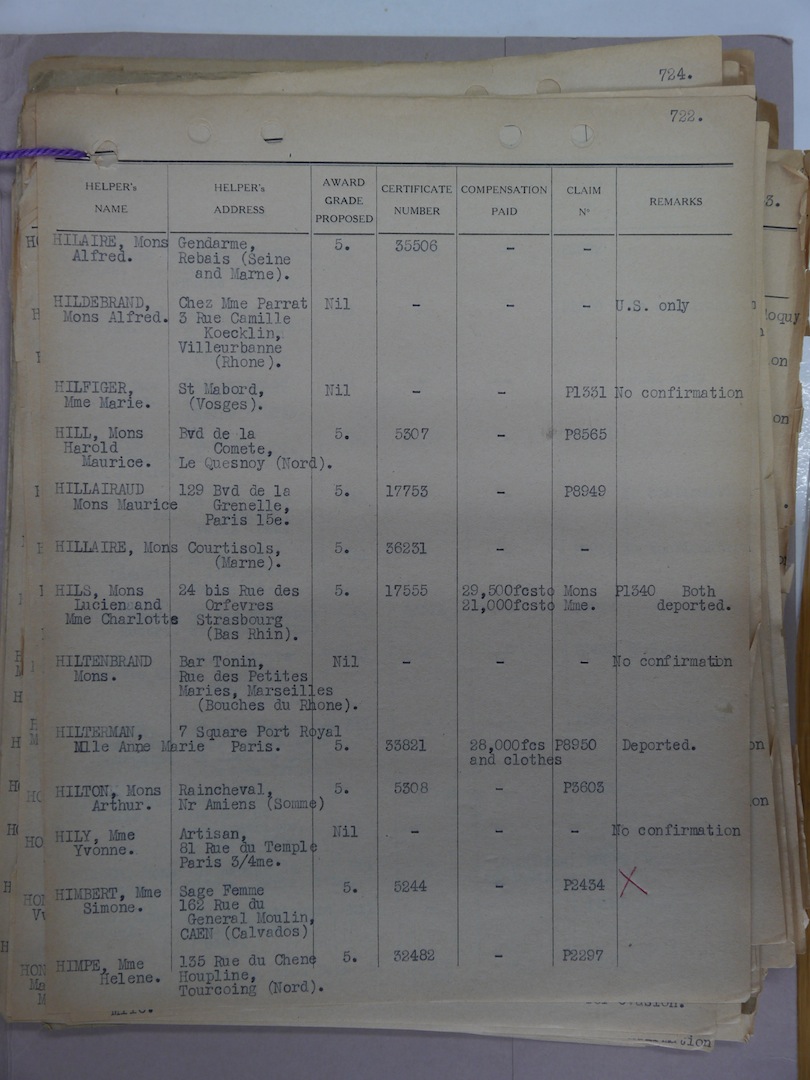 724.
722.
HELPER's NAME HELPER's ADDRESS AWARD GRADE PROPOSED CERTIFICATE NUMBER COMPENSATION PAID CLAIM N° REMARKS
HILAIRE, Mons Gendarme, 5. 35506 - -
Alfred. Rebais (Seine
and Marne).
HILDEBRAND, Chez Mme Parrat Nil - - - U.S. only
Mons Alfred. 3 Rue Camille
Koecklin,
Villeurbanne
(Rhone).
HILFIGER, St Mabord, Nil - - P1331 No confirmation
Mme Marie. (Vosges).
HILL, Mons Bvd de la 5. 5307 - P8565
Harold Comete,
Maurice. Le Quesnoy (Nord).
HILLAIRAUD 129 Bvd de la 5. 17753 - P8949
Mons Maurice Grenelle,
Paris 15e.
HILLAIRE, Mons Courtisols, 5. 36231 - -
(Marne).
HILS, Mons 24 bis Rue des 5. 17555 29,500fcsto Mons P1340 Both
Lucien and Orfevres 21,000fcsto Mme. deported.
Mme Charlotte Strasbourg
(Bas Rhin).
HILTENBRAND Bar Tonin, Nil - - - No confirmation
Mons. Rue des Petites
Maries, Marseilles
(Bouches du Rhone).
HILTERMAN, 7 Square Port Royal
Mlle Anne Marie Paris. 5. 33821 28,000fcs P8950 Deported.
and clothes
HILTON, Mons Raincheval, 5. 5308 - P3603
Arthur. Nr Amiens (Somme)
HILY, Mme Artisan, Nil - - - No confirmation
Yvonne. 81 Rue du Temple
Paris 3/4me.
HIMBERT, Mme Sage Femme 5. 5244 - P2434 X
Simone. 162 Rue du
General Moulin,
CAEN (Calvados)
HIMPE, Mme 135 Rue du Chene 5. 32482 - P2297
Helene. Houpline,
Tourcoing (Nord).